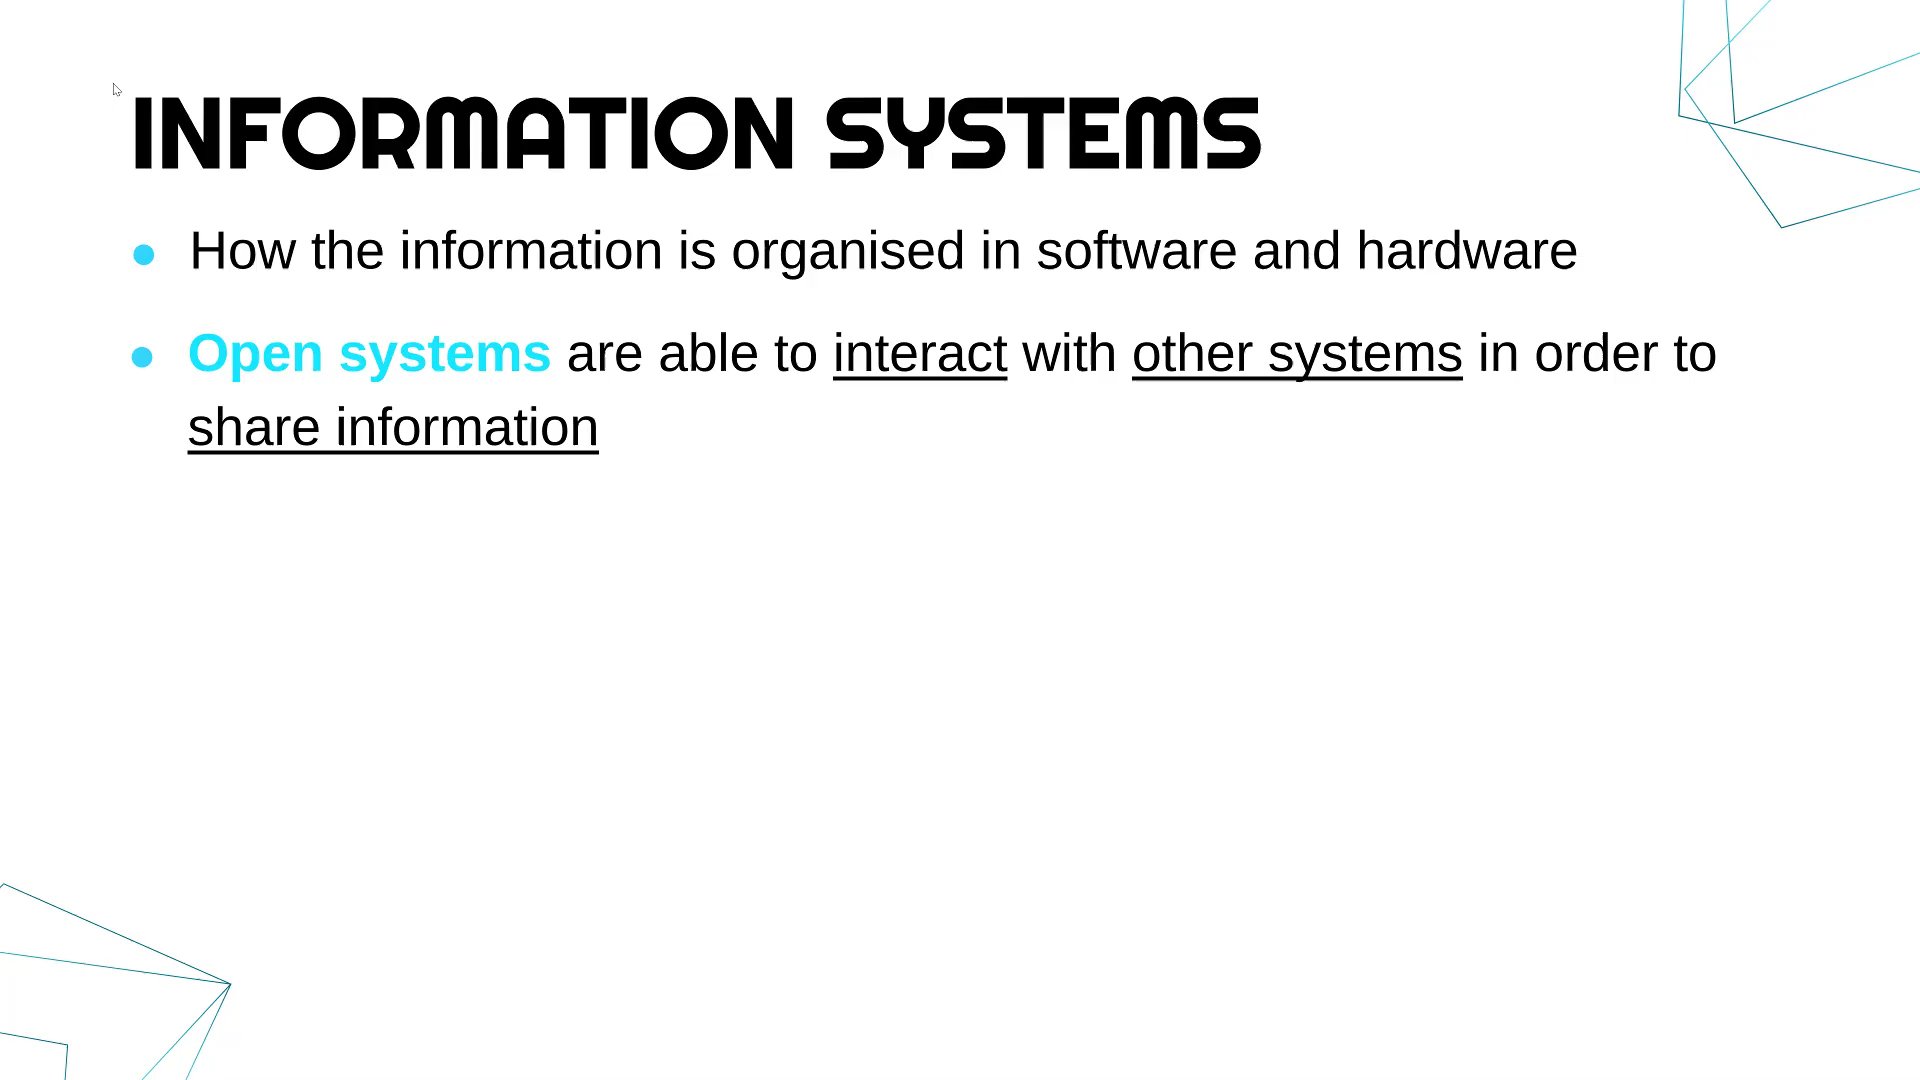 INFORMATION SYSTEMS
How the information is organised in software and hardware
Open systems are able to interact with other systems in order to
share information